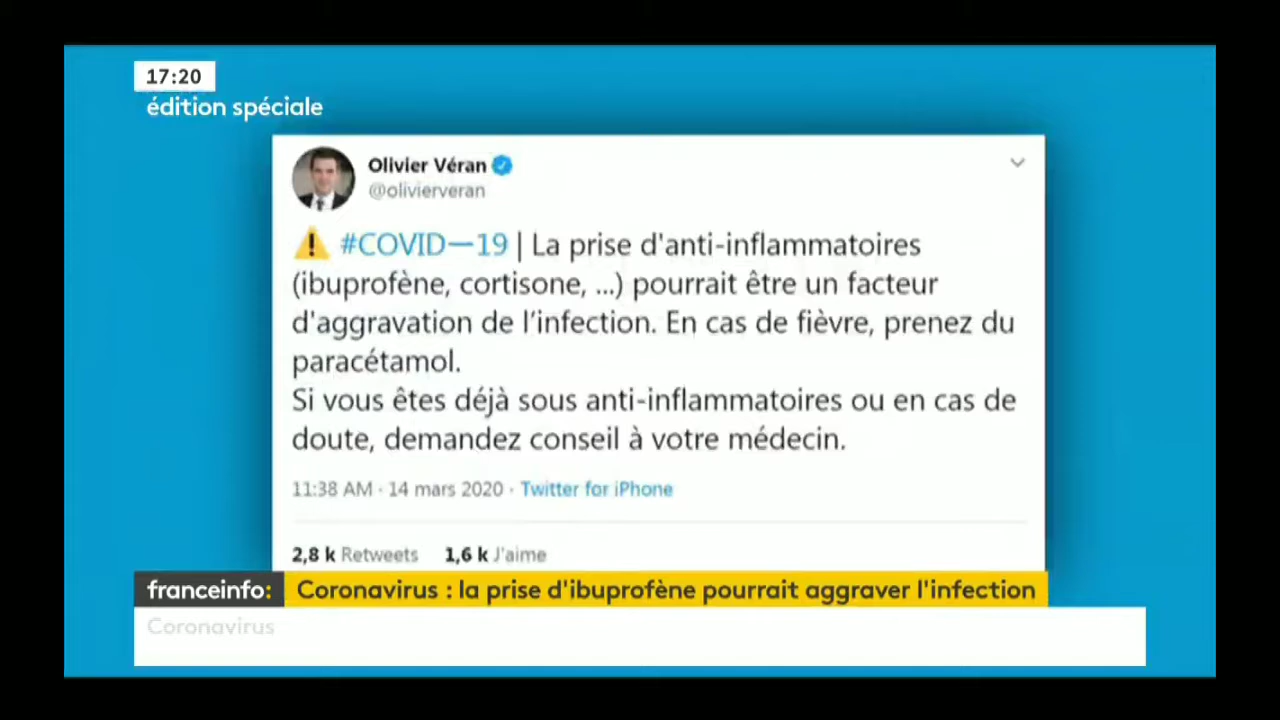 17:20
édition spéciale
Olivier Véran
@olivierveran
⚠ #COVID—19 | La prise d'anti-inflammatoires
(ibuprofène, cortisone, ...) pourrait être un facteur
d'aggravation de l’infection. En cas de fièvre, prenez du
paracétamol.
Si vous êtes déjà sous anti-inflammatoires ou en cas de
doute, demandez conseil à votre médecin.
11:38 AM · 14 mars 2020 · Twitter for iPhone
2,8 k Retweets 1,6 k J'aime
franceinfo: Coronavirus : la prise d'ibuprofène pourrait aggraver l'infection
Coronavirus